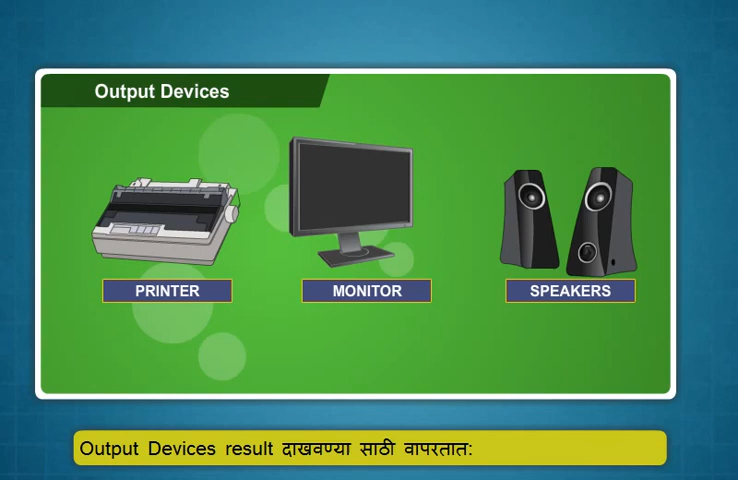 Output Devices
PRINTER
MONITOR
SPEAKERS
Output Devices result दाखवण्या साठी वापरतात: